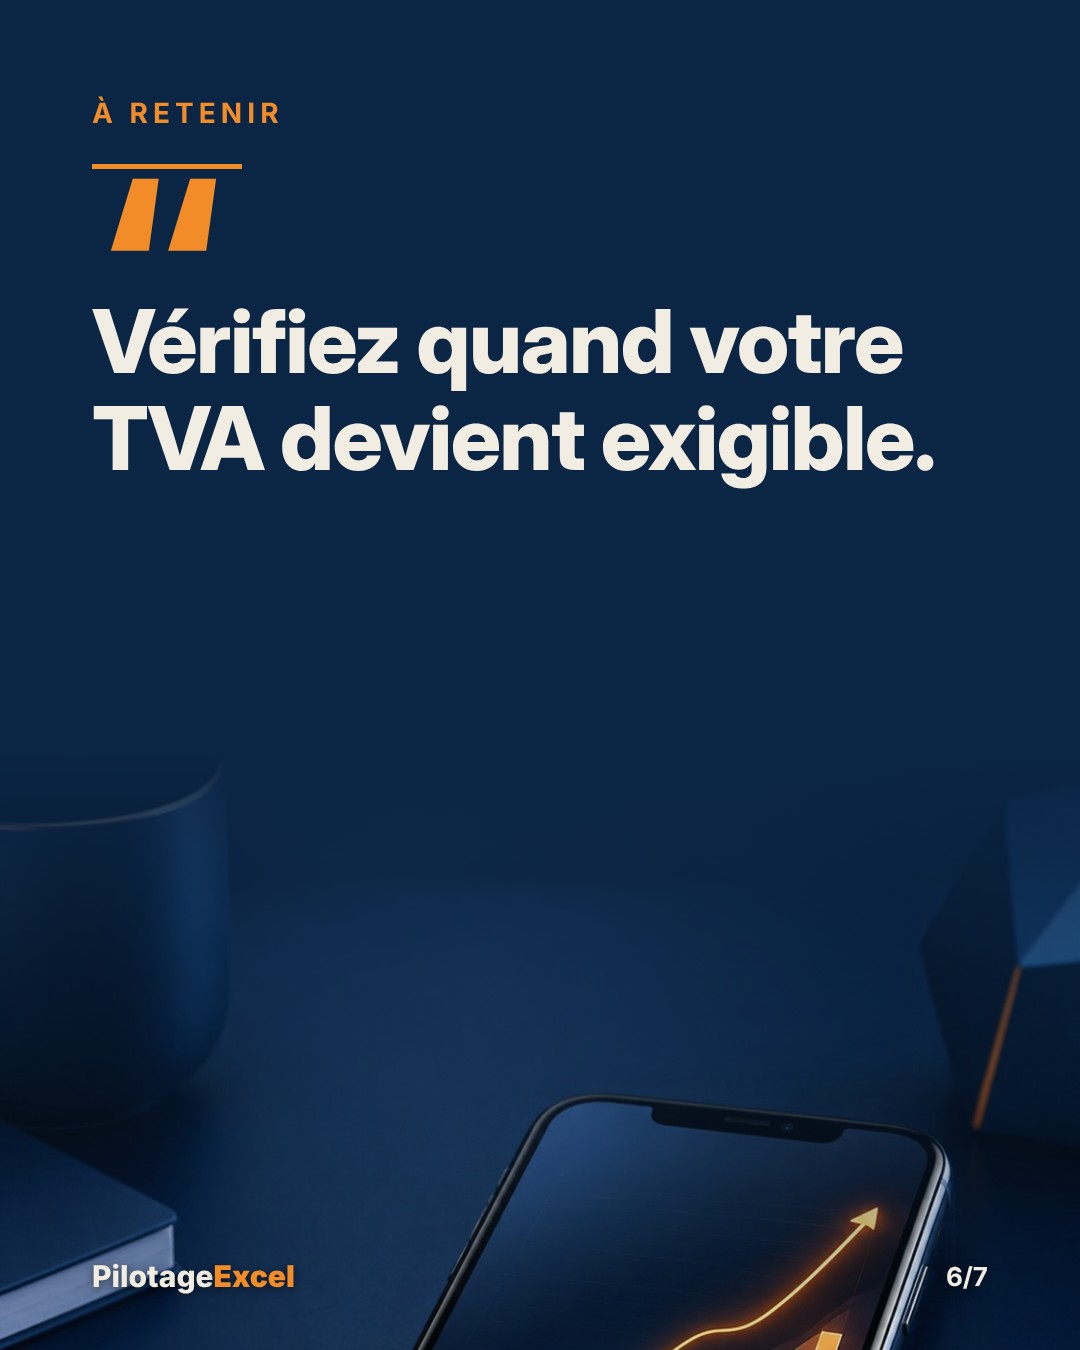 À RETENIR
"
Vérifiez quand votre
TVA devient exigible.
PilotageExcel
6/7